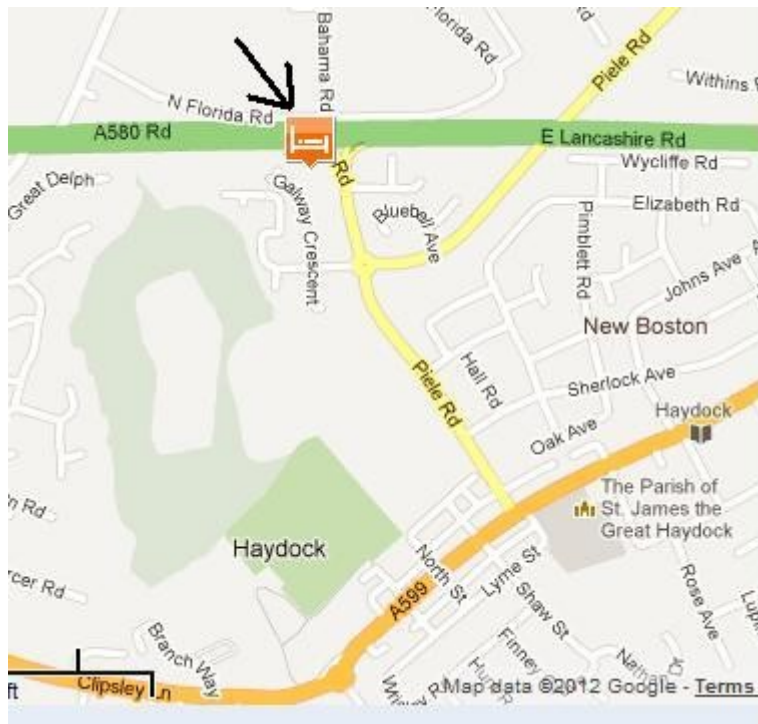 Bahama Rd
Florida Rd
Piele Rd
Withins
N Florida Rd
A580 Rd
E Lancashire Rd
Wycliffe Rd
Great Delph
Rd
Galway Crescent
Bluebell Ave
Elizabeth Rd
Pimblett Rd
Johns Ave
New Boston
Piele Rd
Hall Rd
Sherlock Ave
Haydock
Oak Ave
The Parish of
St. James the
Great Haydock
Rd
Haydock
North St
Lyme St
A599
Rose Ave
Shaw St
Finney
Branch Way
Clipsley Ln
ft
Map data ©2012 Google - Terms